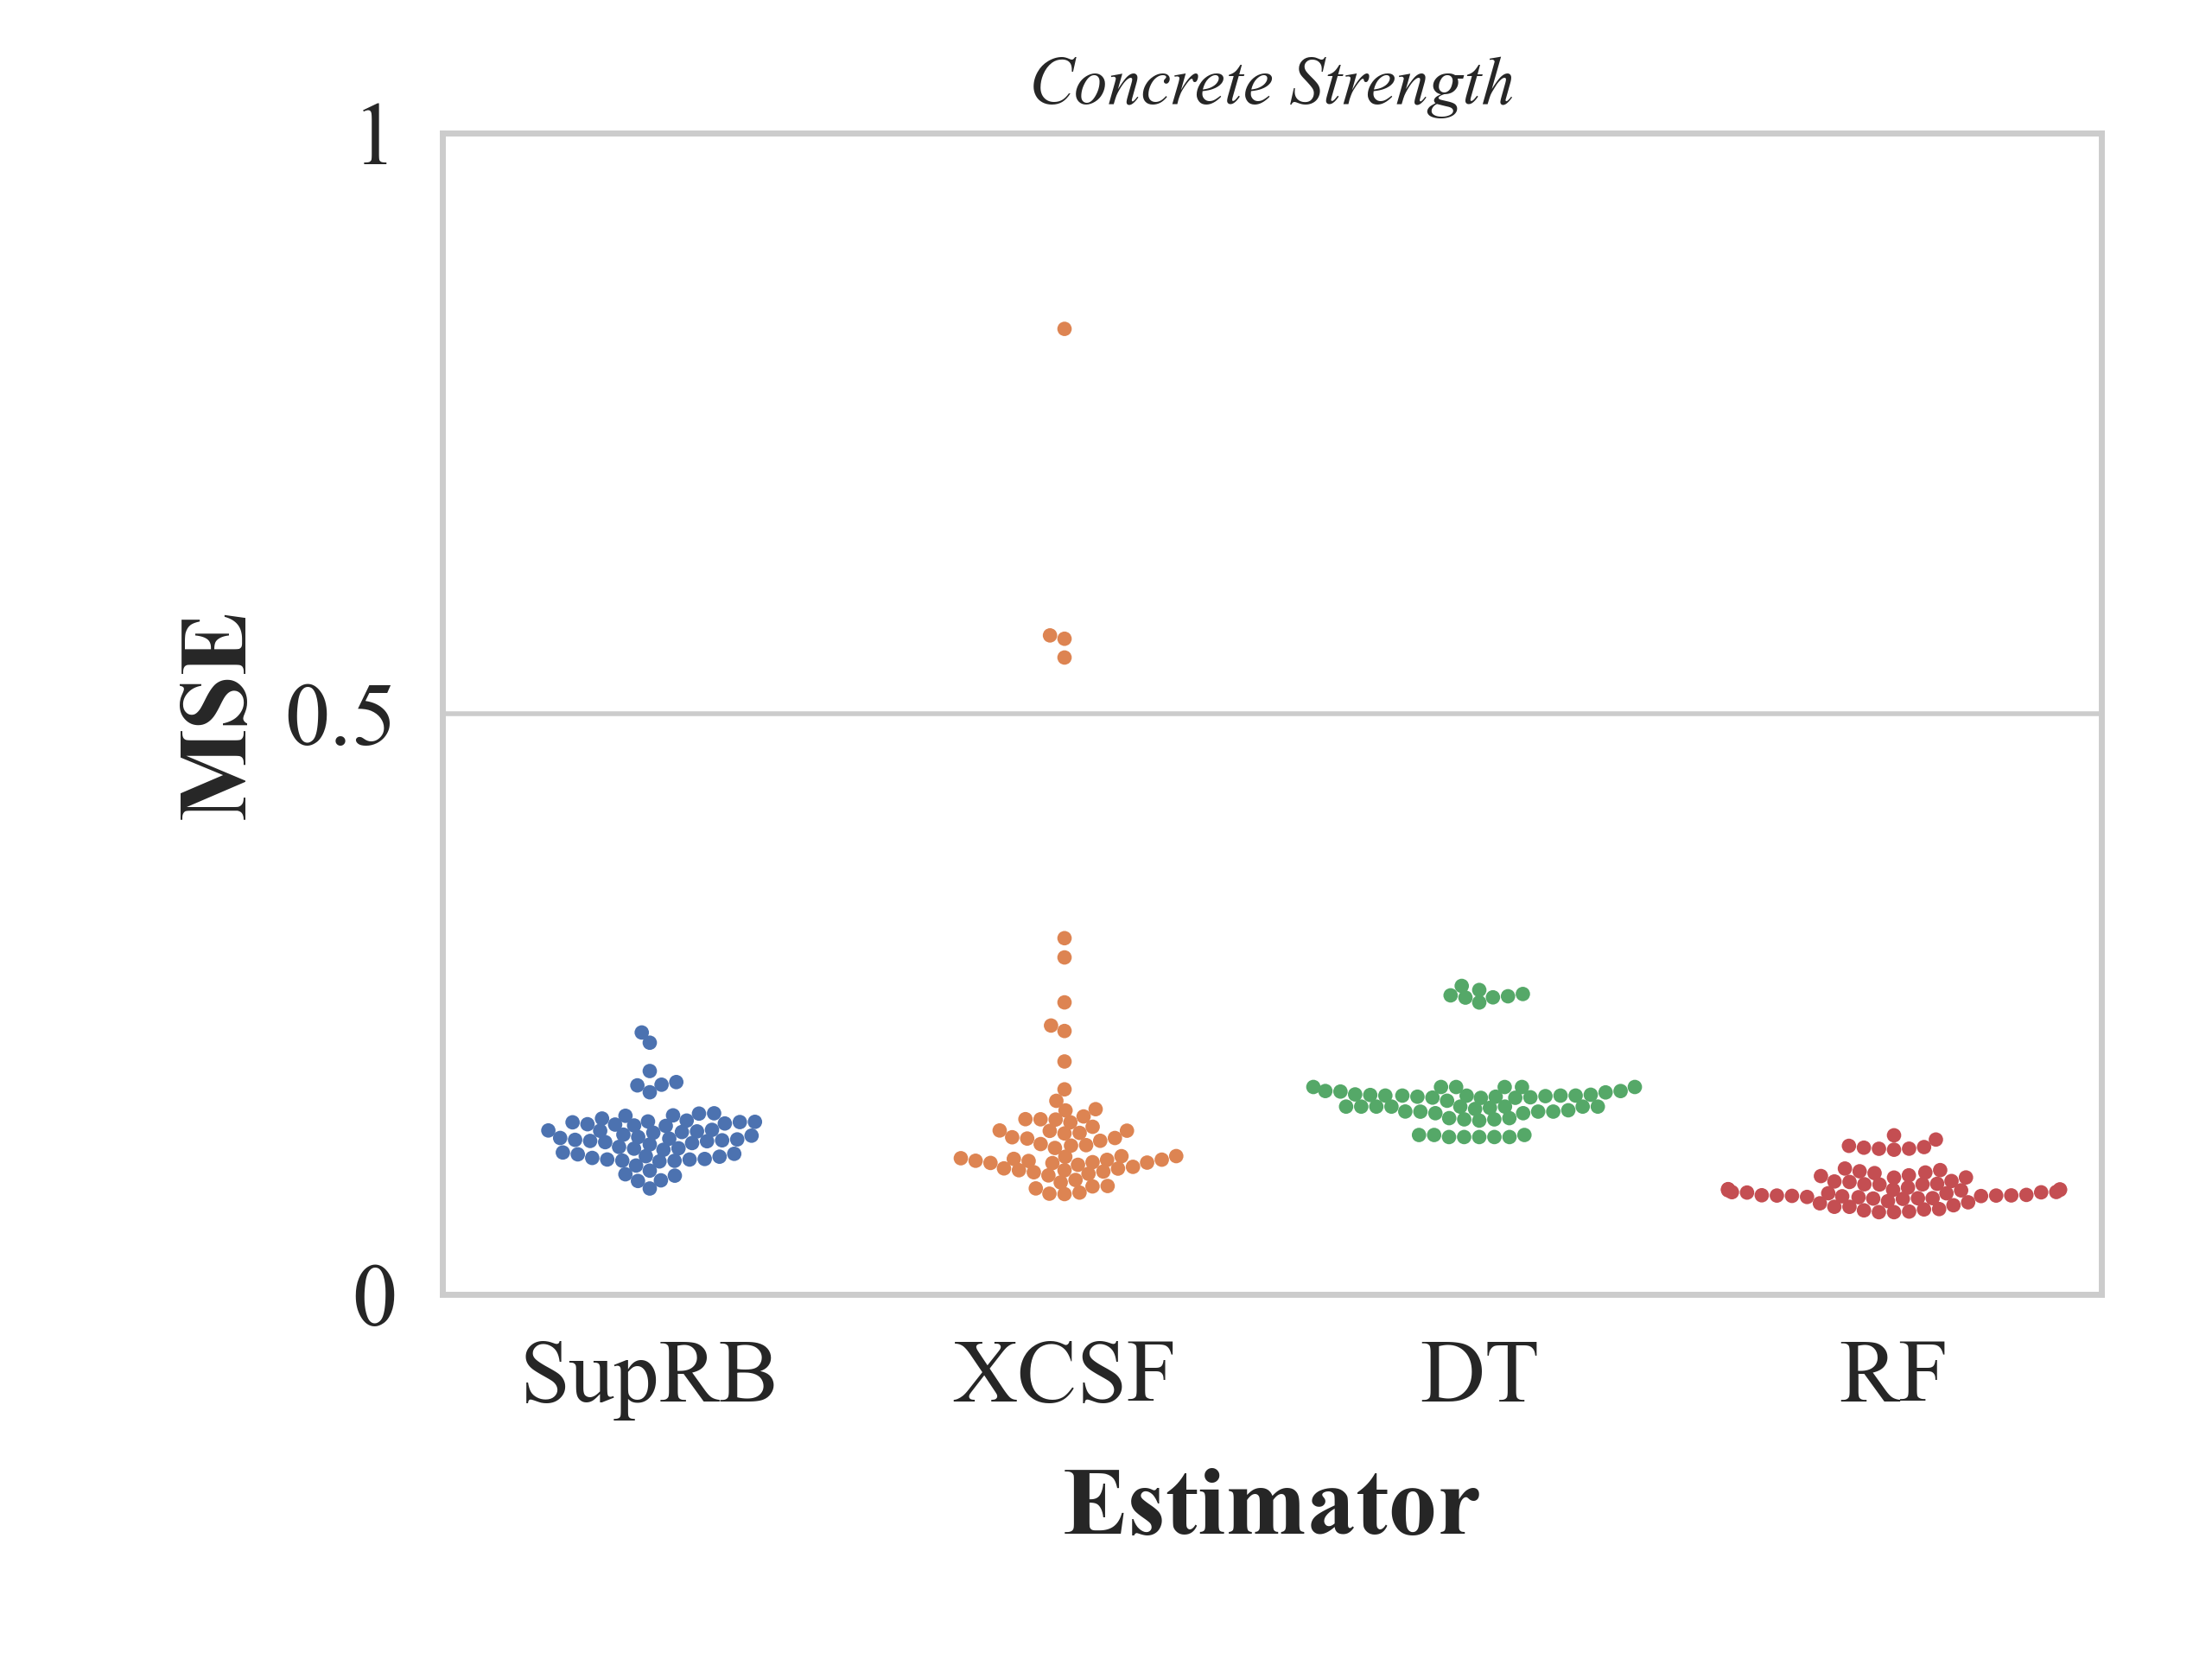 Concrete Strength
1
0.5
0
MSE
SupRB XCSF DT RF
Estimator